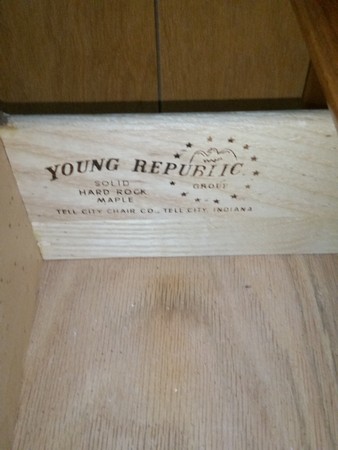 YOUNG REPUBLIC
SOLID
HARD ROCK
MAPLE
GROUP
TELL CITY CHAIR CO., TELL CITY, INDIANA